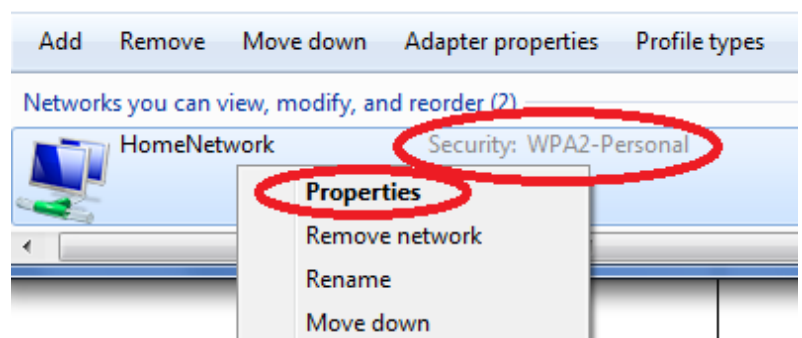 Add Remove Move down Adapter properties Profile types
Networks you can view, modify, and reorder (2)
HomeNetwork Security: WPA2-Personal
Properties
Remove network
Rename
Move down